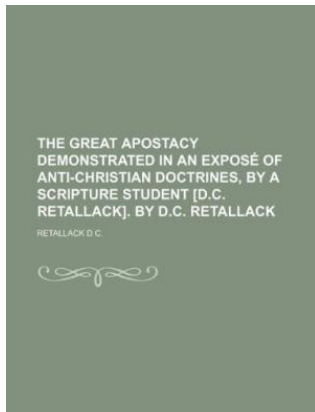 THE GREAT APOSTACY
DEMONSTRATED IN AN EXPOSÉ OF
ANTI-CHRISTIAN DOCTRINES, BY A
SCRIPTURE STUDENT [D.C.
RETALLACK]. BY D.C. RETALLACK
RETALLACK D C.